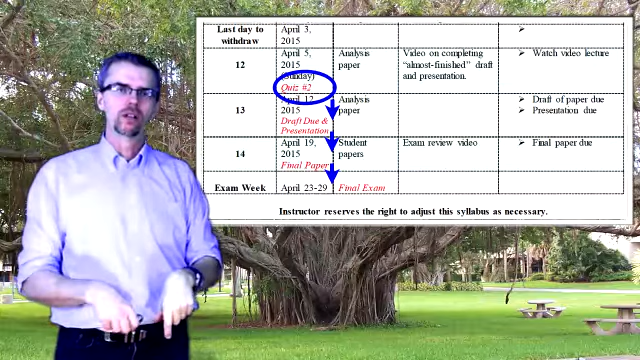 Last day to withdraw April 3, 2015 ➢
12 April 5, 2015 (Sunday) Quiz #2 Analysis paper Video on completing “almost-finished” draft and presentation. ➢ Watch video lecture
13 April 12, 2015 Draft Due & Presentation Analysis paper ➢ Draft of paper due ➢ Presentation due
14 April 19, 2015 Final Paper Student papers Exam review video ➢ Final paper due
Exam Week April 23-29 Final Exam
Instructor reserves the right to adjust this syllabus as necessary.